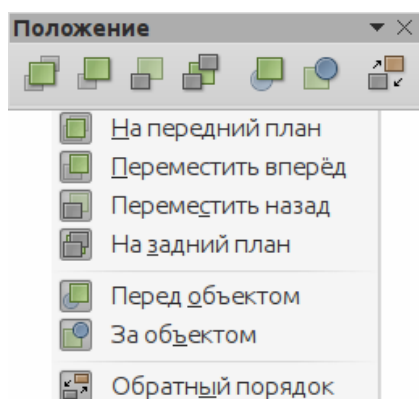 Положение
На передний план
Переместить вперёд
Переместить назад
На задний план
Перед объектом
За объектом
Обратный порядок